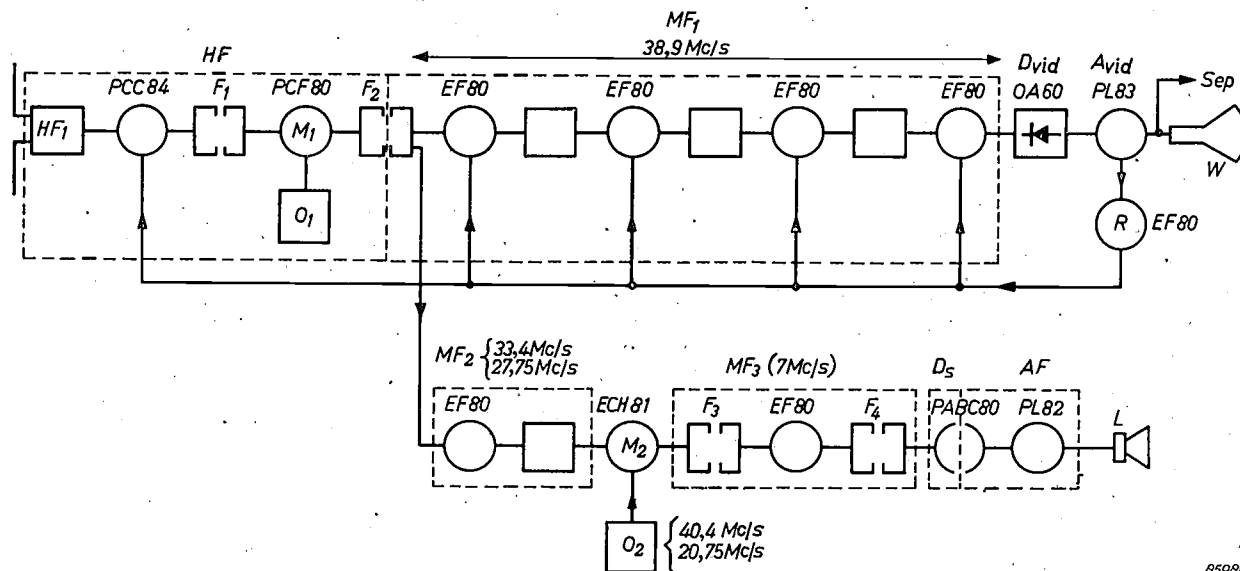 MF1
38,9 Mc/s
HF
PCC84
F1
PCF80
F2
EF80
EF80
EF80
EF80
Dvid
OA60
Avid
PL83
Sep
HF1
M1
W
O1
R
EF80
MF2 { 33,4 Mc/s
27,75 Mc/s
MF3 (7 Mc/s)
Ds
AF
EF80
ECH81
F3
EF80
F4
PABC80
PL82
L
M2
O2
{ 40,4 Mc/s
20,75 Mc/s